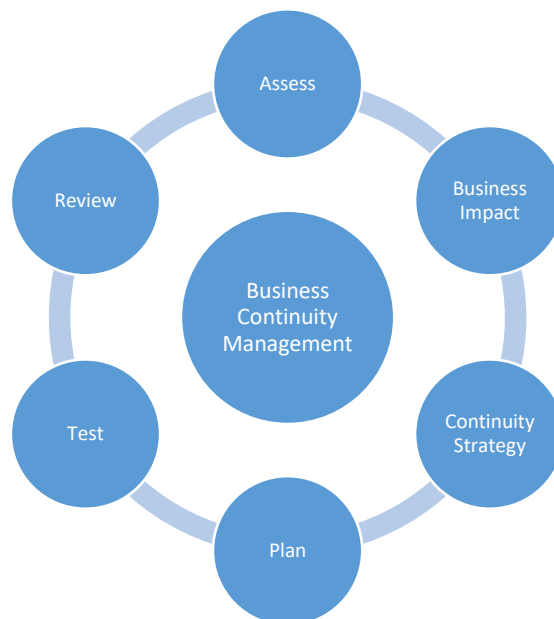 Assess
Business
Impact
Continuity
Strategy
Plan
Test
Review
Business
Continuity
Management